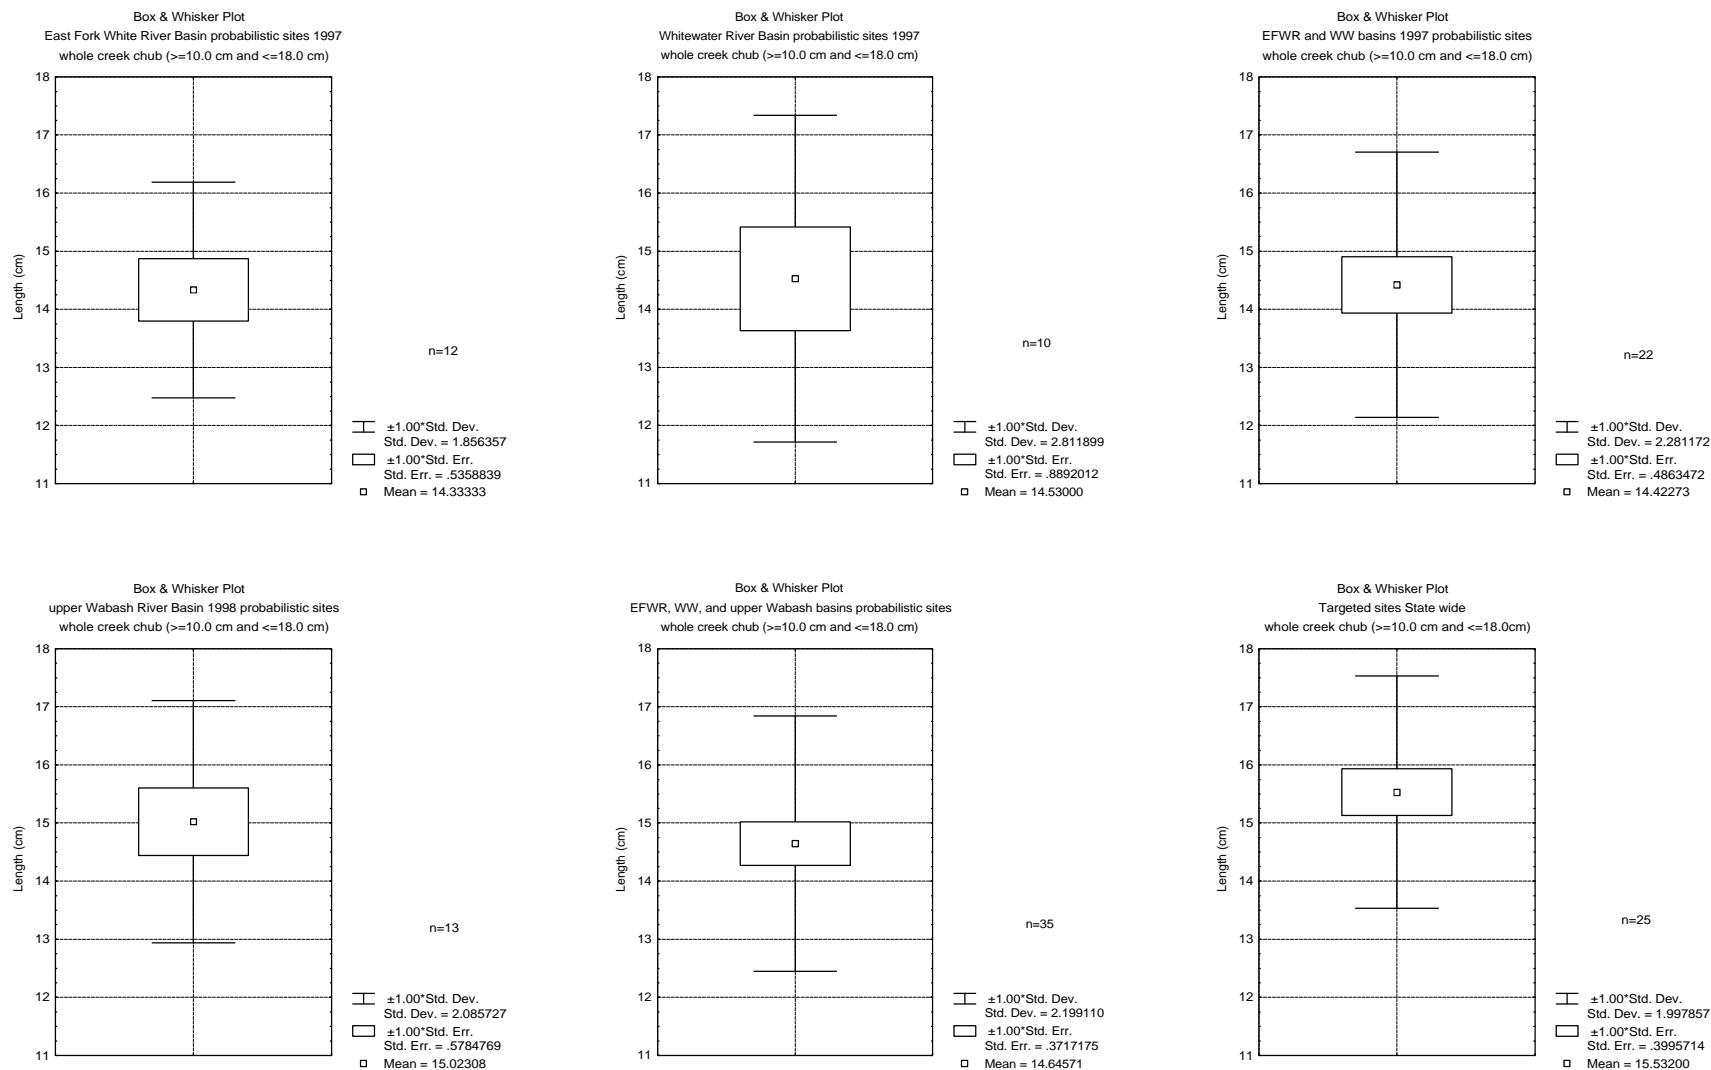 Box & Whisker Plot
East Fork White River Basin probabilistic sites 1997
whole creek chub (>=10.0 cm and <=18.0 cm)
Length (cm)
18
17
16
15
14
13
12
11
n=12
±1.00*Std. Dev.
Std. Dev. = 1.856357
±1.00*Std. Err.
Std. Err. = .5358839
Mean = 14.33333
Box & Whisker Plot
Whitewater River Basin probabilistic sites 1997
whole creek chub (>=10.0 cm and <=18.0 cm)
Length (cm)
18
17
16
15
14
13
12
11
n=10
±1.00*Std. Dev.
Std. Dev. = 2.811899
±1.00*Std. Err.
Std. Err. = .8892012
Mean = 14.53000
Box & Whisker Plot
EFWR and WW basins 1997 probabilistic sites
whole creek chub (>=10.0 cm and <=18.0 cm)
Length (cm)
18
17
16
15
14
13
12
11
n=22
±1.00*Std. Dev.
Std. Dev. = 2.281172
±1.00*Std. Err.
Std. Err. = .4863472
Mean = 14.42273
Box & Whisker Plot
upper Wabash River Basin 1998 probabilistic sites
whole creek chub (>=10.0 cm and <=18.0 cm)
Length (cm)
18
17
16
15
14
13
12
11
n=13
±1.00*Std. Dev.
Std. Dev. = 2.085727
±1.00*Std. Err.
Std. Err. = .5784769
Mean = 15.02308
Box & Whisker Plot
EFWR, WW, and upper Wabash basins probabilistic sites
whole creek chub (>=10.0 cm and <=18.0 cm)
Length (cm)
18
17
16
15
14
13
12
11
n=35
±1.00*Std. Dev.
Std. Dev. = 2.199110
±1.00*Std. Err.
Std. Err. = .3717175
Mean = 14.64571
Box & Whisker Plot
Targeted sites State wide
whole creek chub (>=10.0 cm and <=18.0cm)
Length (cm)
18
17
16
15
14
13
12
11
n=25
±1.00*Std. Dev.
Std. Dev. = 1.997857
±1.00*Std. Err.
Std. Err. = .3995714
Mean = 15.53200